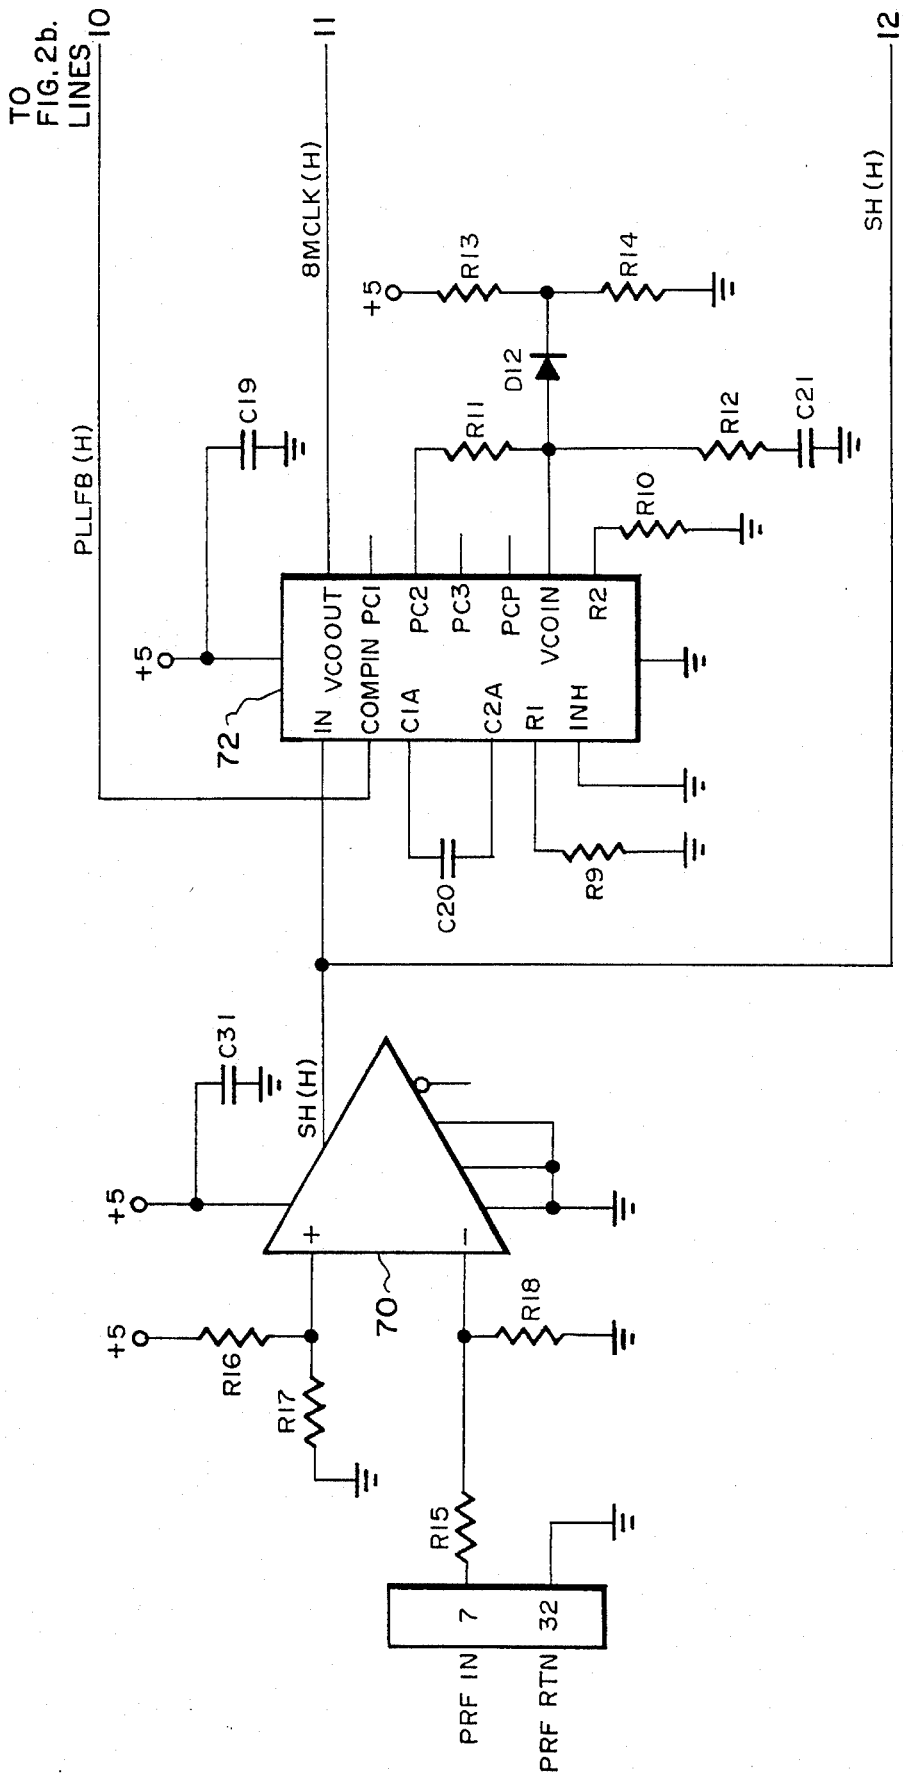 TO
FIG. 2b.
LINES
10
11
12
PLLFB (H)
8MCLK (H)
SH (H)
+5
C19
72
IN
VCOOUT
COMPIN
PC1
PC2
PC3
PCP
VCOIN
R2
C1A
C2A
R1
INH
C20
R9
R10
R11
R12
C21
D12
+5
R13
R14
SH (H)
+5
C31
+
−
70
+5
R16
R17
R18
R15
PRF IN
7
PRF RTN
32